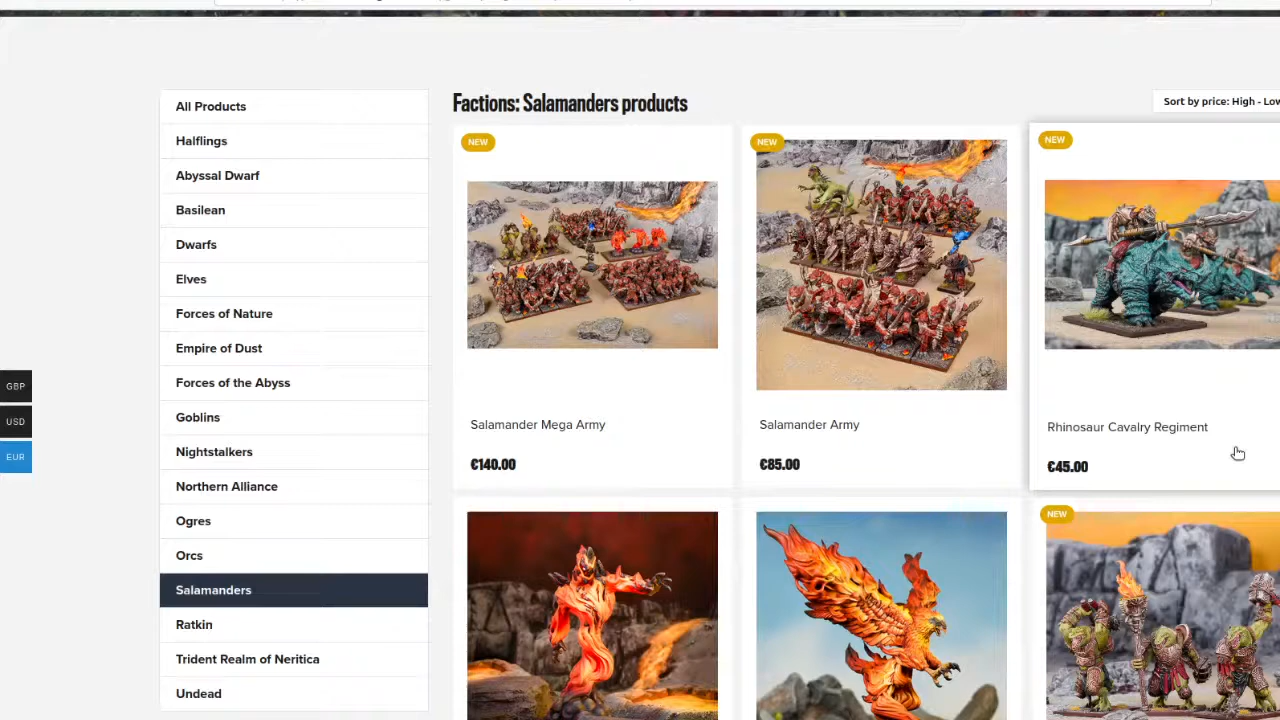 All Products
Halflings
Abyssal Dwarf
Basilean
Dwarfs
Elves
Forces of Nature
Empire of Dust
Forces of the Abyss
Goblins
Nightstalkers
Northern Alliance
Ogres
Orcs
Salamanders
Ratkin
Trident Realm of Neritica
Undead
GBP
USD
EUR
Factions: Salamanders products
Sort by price: High - Low
NEW
NEW
NEW
Salamander Mega Army
€140.00
Salamander Army
€85.00
Rhinosaur Cavalry Regiment
€45.00
NEW